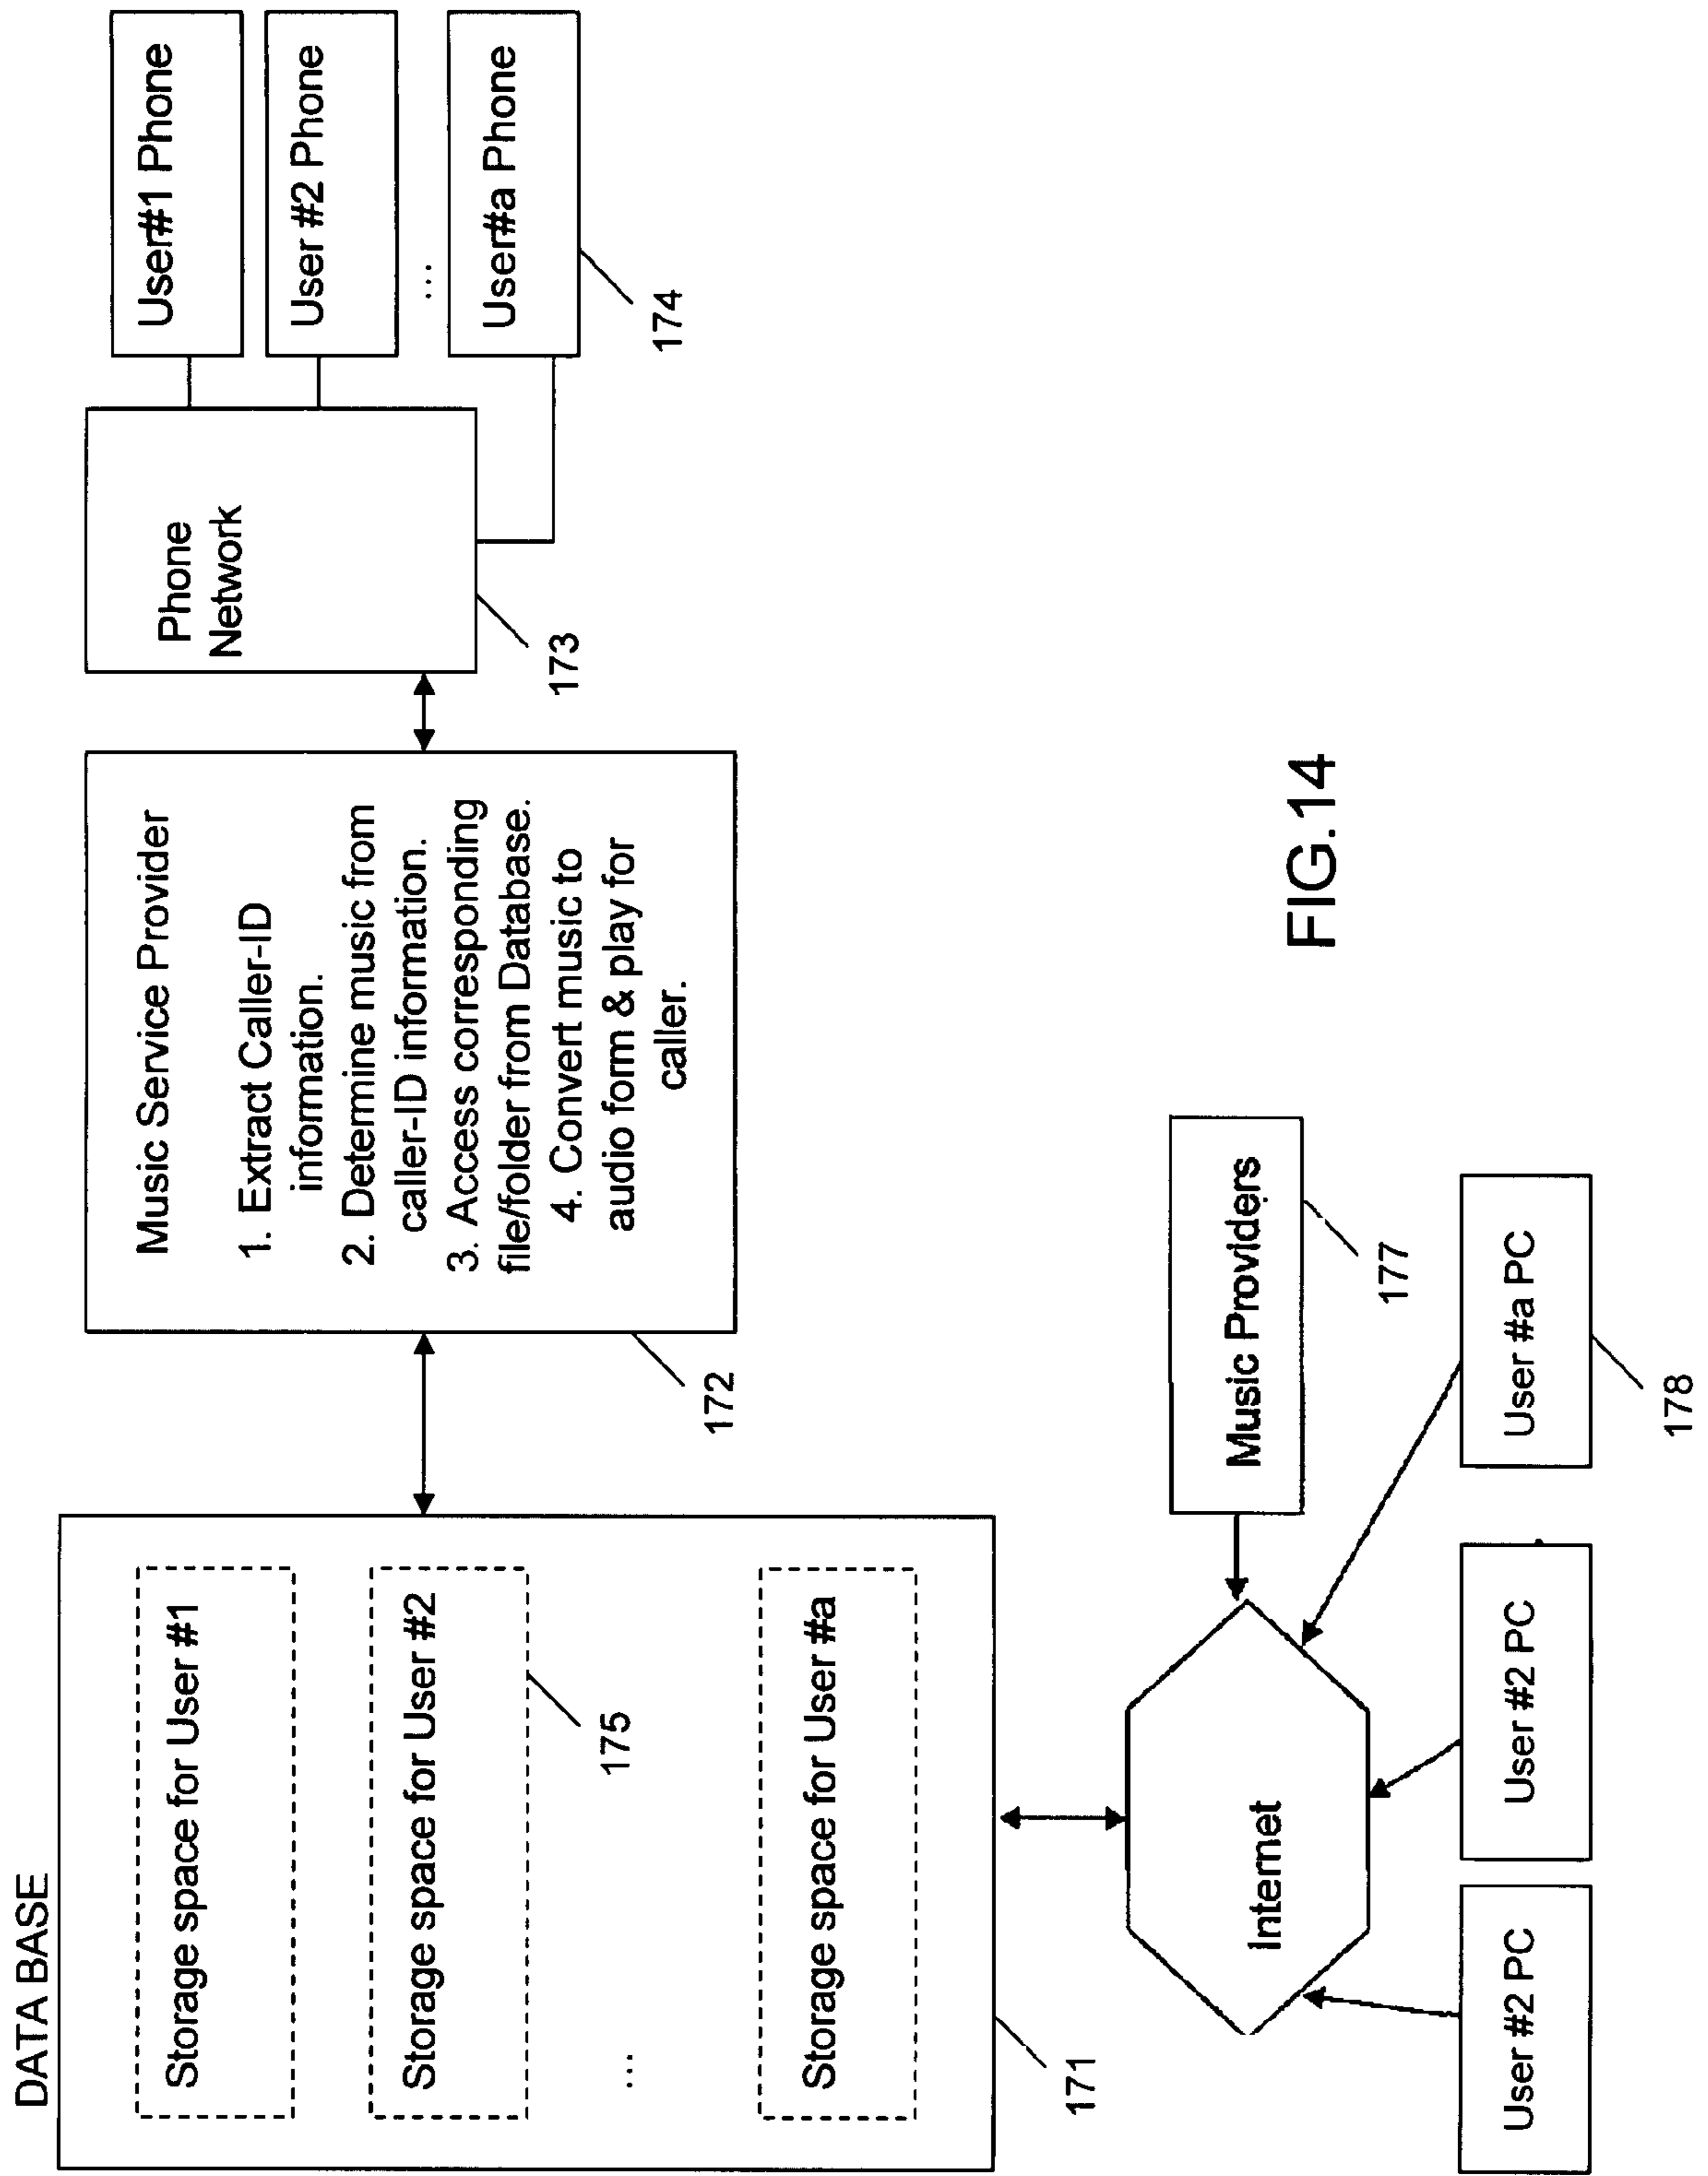 DATA BASE
Storage space for User #1
Storage space for User #2
175
...
Storage space for User #a
171
Music Service Provider
1. Extract Caller-ID
information.
2. Determine music from
caller-ID information.
3. Access corresponding
file/folder from Database.
4. Convert music to
audio form & play for
caller.
172
Phone
Network
173
User#1 Phone
User #2 Phone
...
User#a Phone
174
Internet
Music Providers
177
User #2 PC
User #2 PC
User #a PC
178
FIG.14